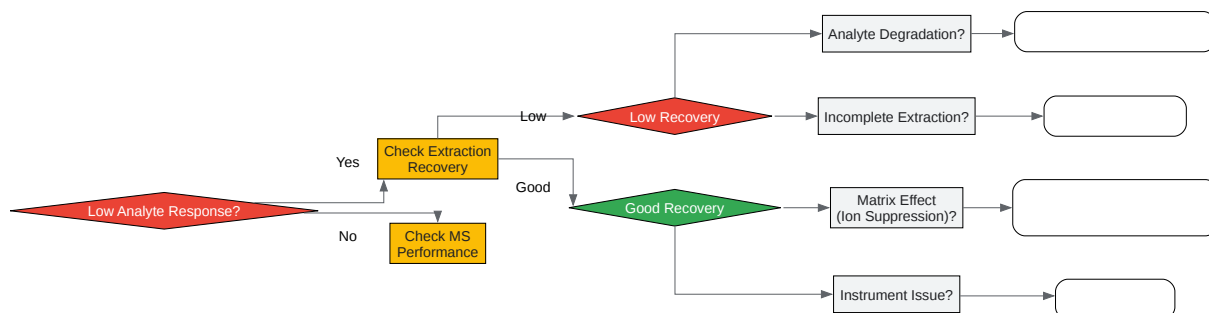 Analyte Degradation?
Low
Low Recovery
Incomplete Extraction?
Yes
Check Extraction
Recovery
Good
Low Analyte Response?
Good Recovery
Matrix Effect
(Ion Suppression)?
No
Check MS
Performance
Instrument Issue?